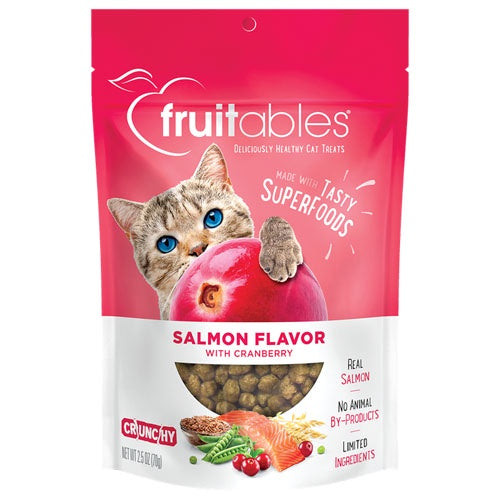 fruitables®
DELICIOUSLY HEALTHY CAT TREATS
MADE WITH TASTY
SUPERFOODS
SALMON FLAVOR
WITH CRANBERRY
REAL
SALMON
NO ANIMAL
BY-PRODUCTS
LIMITED
INGREDIENTS
CRUNCHY
NET WT 2.5 OZ (70g)